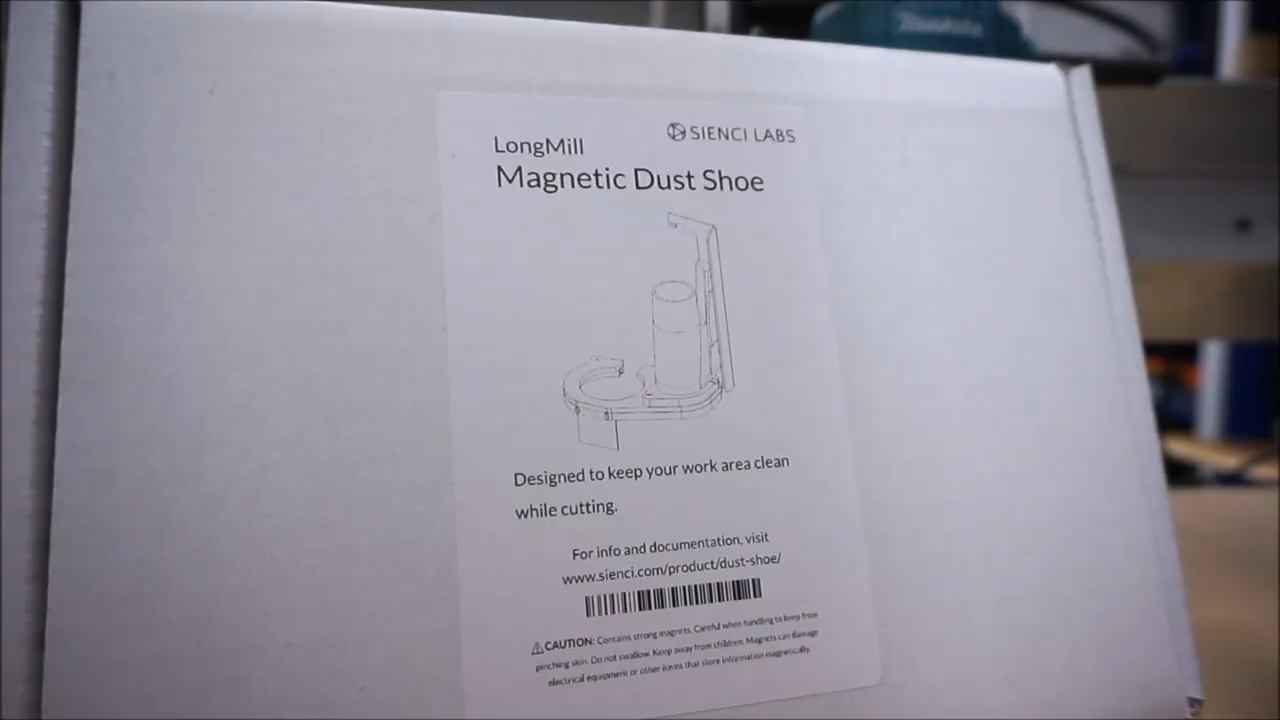 Makita
SIENCI LABS
LongMill
Magnetic Dust Shoe
Designed to keep your work area clean
while cutting.
For info and documentation, visit
www.sienci.com/product/dust-shoe/
CAUTION: Contains strong magnets. Careful when handling to keep from
pinching skin. Do not swallow. Keep away from children. Magnets can damage
electrical equipment or other items that store information magnetically.